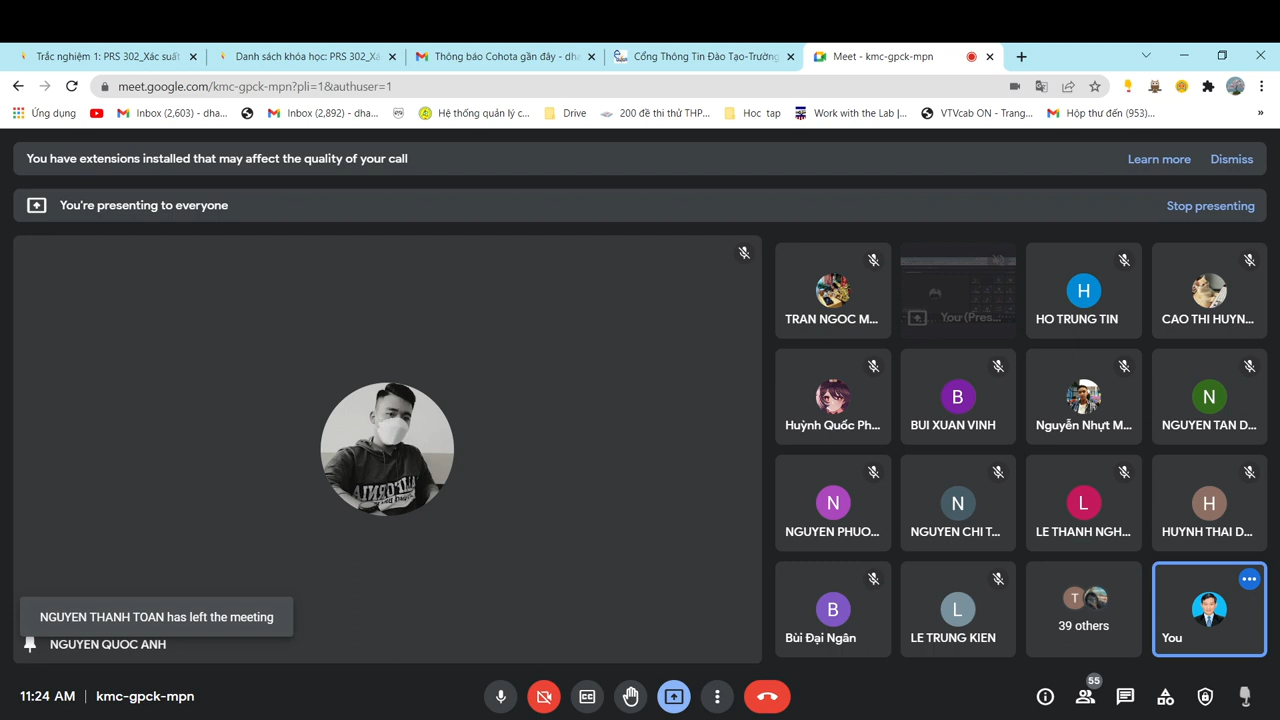 Trắc nghiệm 1: PRS 302_Xác suất
Danh sách khóa học: PRS 302_Xá
Thông báo Cohota gần đây - dha
Cổng Thông Tin Đào Tạo-Trường
Meet - kmc-gpck-mpn
meet.google.com/kmc-gpck-mpn?pli=1&authuser=1
Ứng dụng
Inbox (2,603) - dha...
Inbox (2,892) - dha...
Hệ thống quản lý c...
Drive
200 đề thi thử THP...
Hoc tap
Work with the Lab |...
VTVcab ON - Trang...
Hộp thư đến (953)...
»
You have extensions installed that may affect the quality of your call
Learn more
Dismiss
You're presenting to everyone
Stop presenting
TRAN NGOC M...
You (Pres...
H
HO TRUNG TIN
CAO THI HUYN...
Huỳnh Quốc Ph...
B
BUI XUAN VINH
Nguyễn Nhựt M...
N
NGUYEN TAN D...
N
NGUYEN PHUO...
N
NGUYEN CHI T...
L
LE THANH NGH...
H
HUYNH THAI D...
B
Bùi Đại Ngân
L
LE TRUNG KIEN
T
39 others
You
NGUYEN THANH TOAN has left the meeting
NGUYEN QUOC ANH
11:24 AM | kmc-gpck-mpn
55